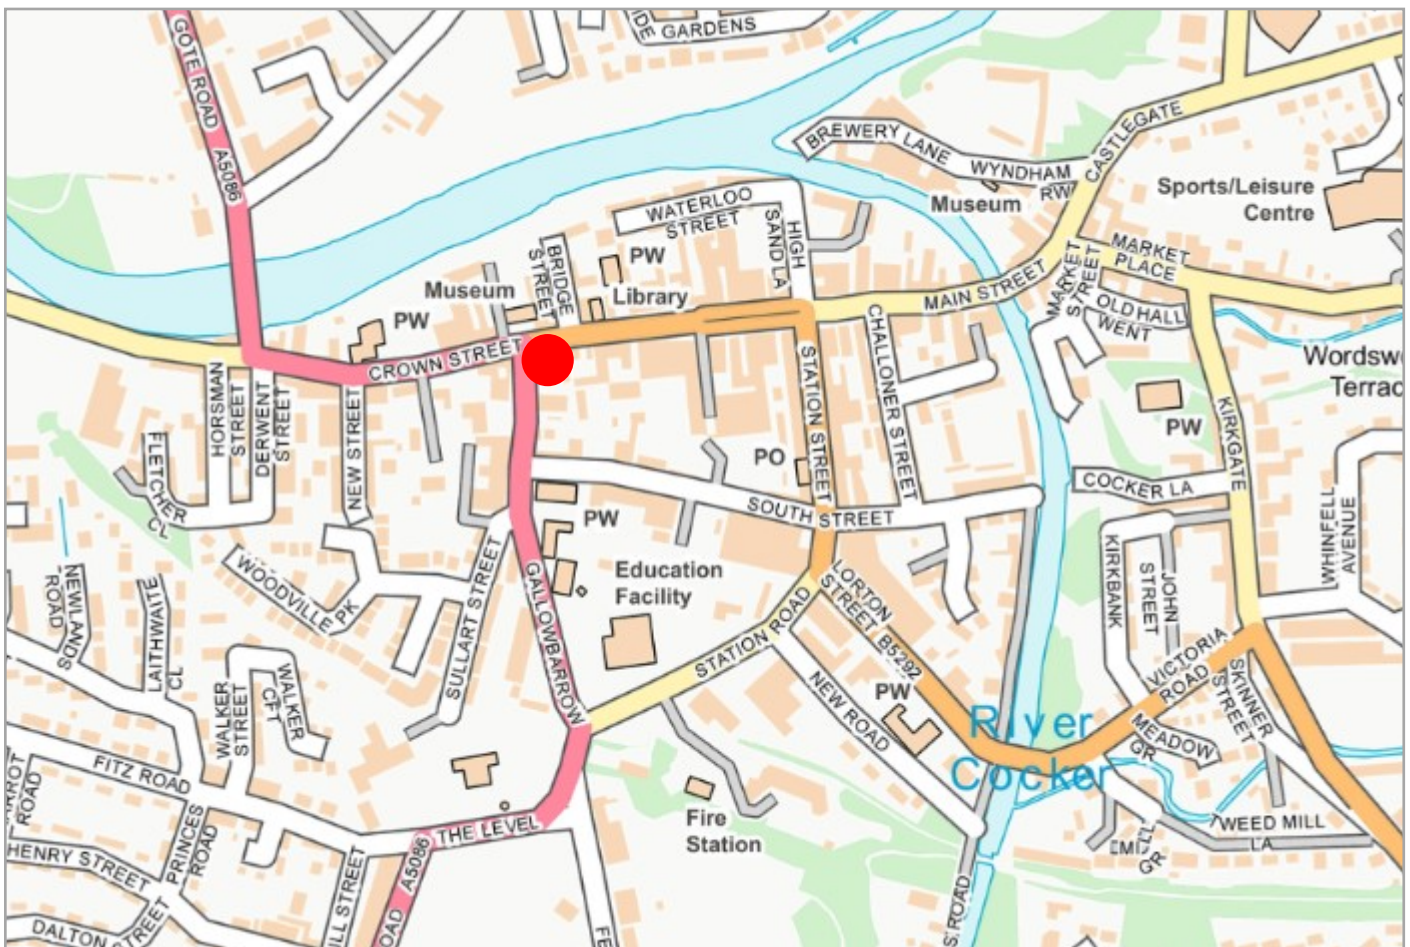 GARDENS
GOTE ROAD
A5086
BREWERY LANE
WYNDHAM
RW
CASTLEGATE
Sports/Leisure
Centre
Museum
WATERLOO
STREET
HIGH
SAND LA
PW
BRIDGE
STREET
MARKET
PLACE
MARKET
STREET
MAIN STREET
Museum
Library
OLD HALL
WENT
PW
CROWN STREET
CHALLONER STREET
HORSMAN
STREET
DERWENT
STREET
NEW STREET
STATION STREET
PW
KIRKGATE
FLETCHER
CL
PO
COCKER LA
SOUTH STREET
PW
WHINFELL
AVENUE
KIRKBANK
JOHN
STREET
NEWLANDS
ROAD
LAITHWAITE
CL
WOODVILLE PK
SULLART STREET
GALLOWBARROW
Education
Facility
STATION ROAD
LORTON
STREET
B5292
VICTORIA
ROAD
SKINNER
STREET
WALKER
STREET
WALKER
CFT
NEW ROAD
PW
River
Cocker
MEADOW
GR
FITZ ROAD
ROAD
PRINCES
ROAD
Fire
Station
THE LEVEL
A5086
TWEED MILL
LA
GR
HENRY STREET
DALTON STREET
STREET
ROAD